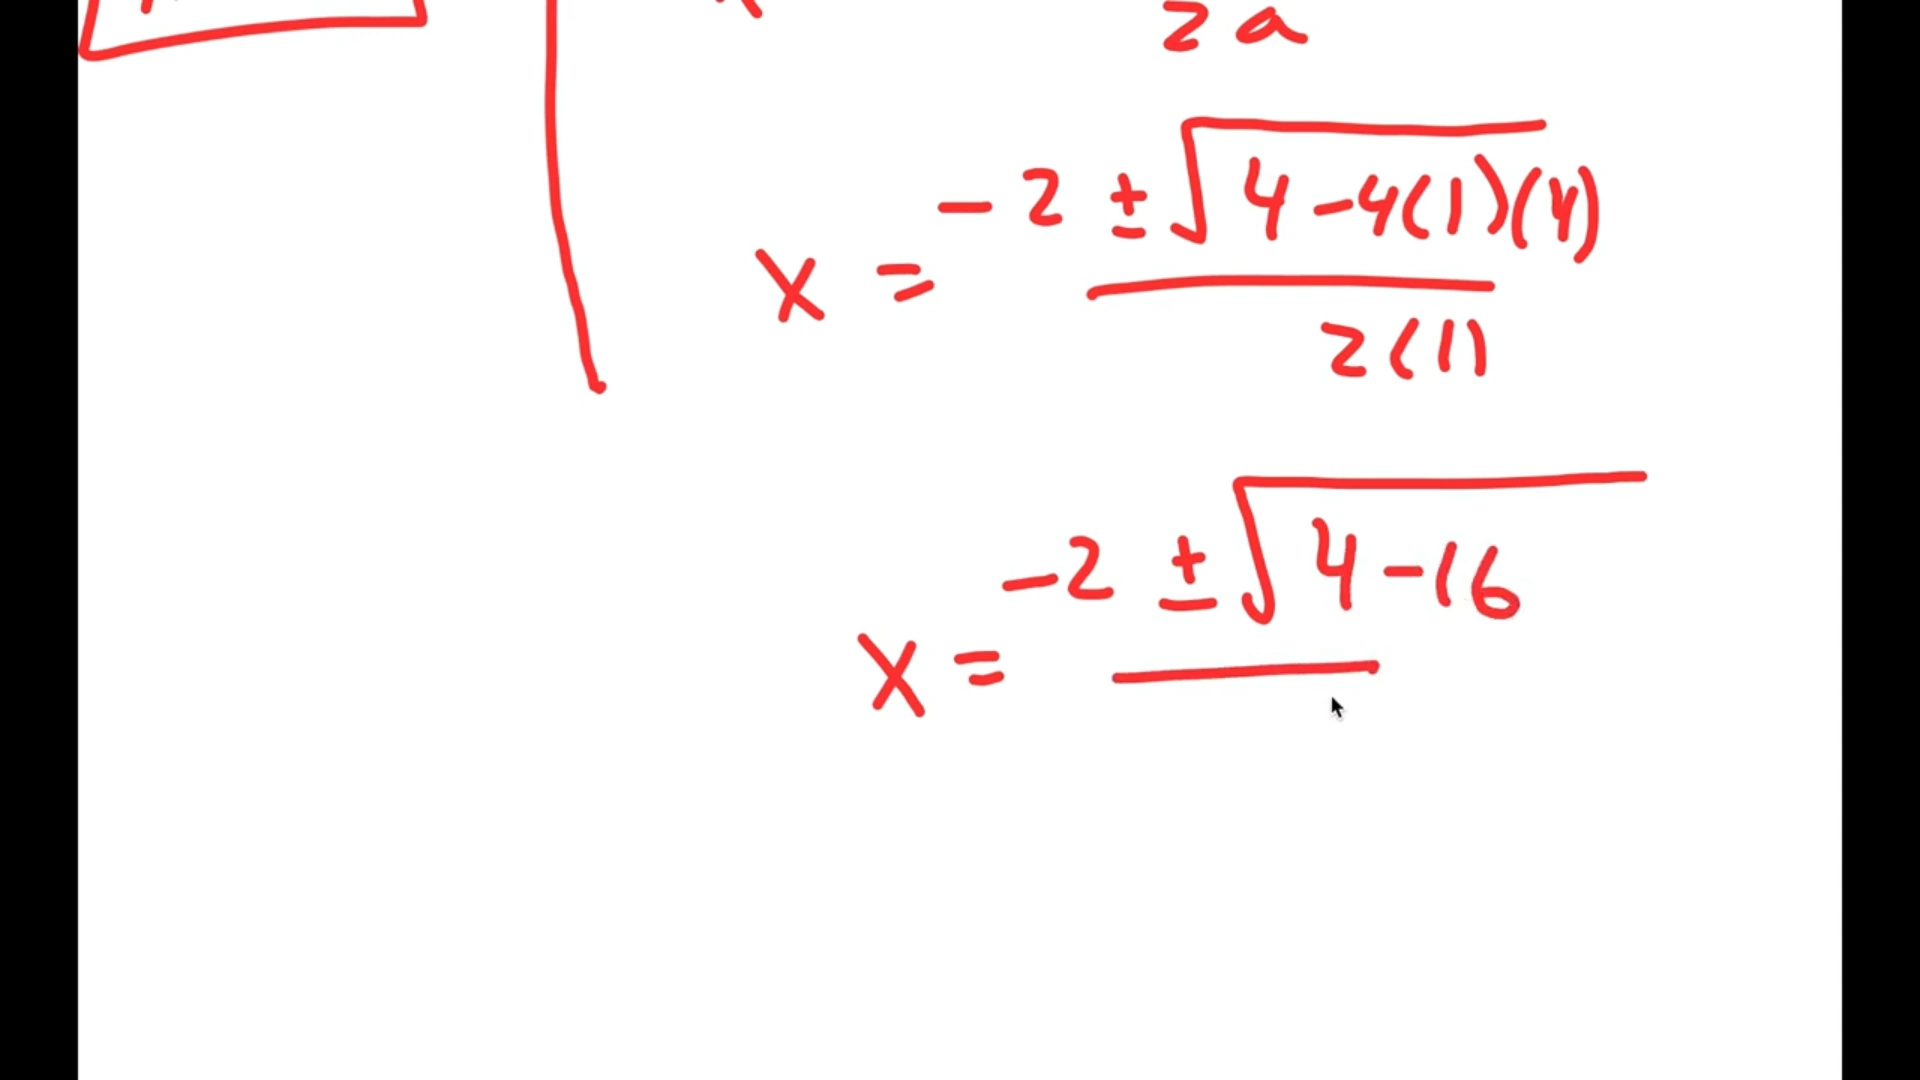 2a
-2 ± √4-4(1)(4)
x =
2(1)
-2 ± √4-16
x =